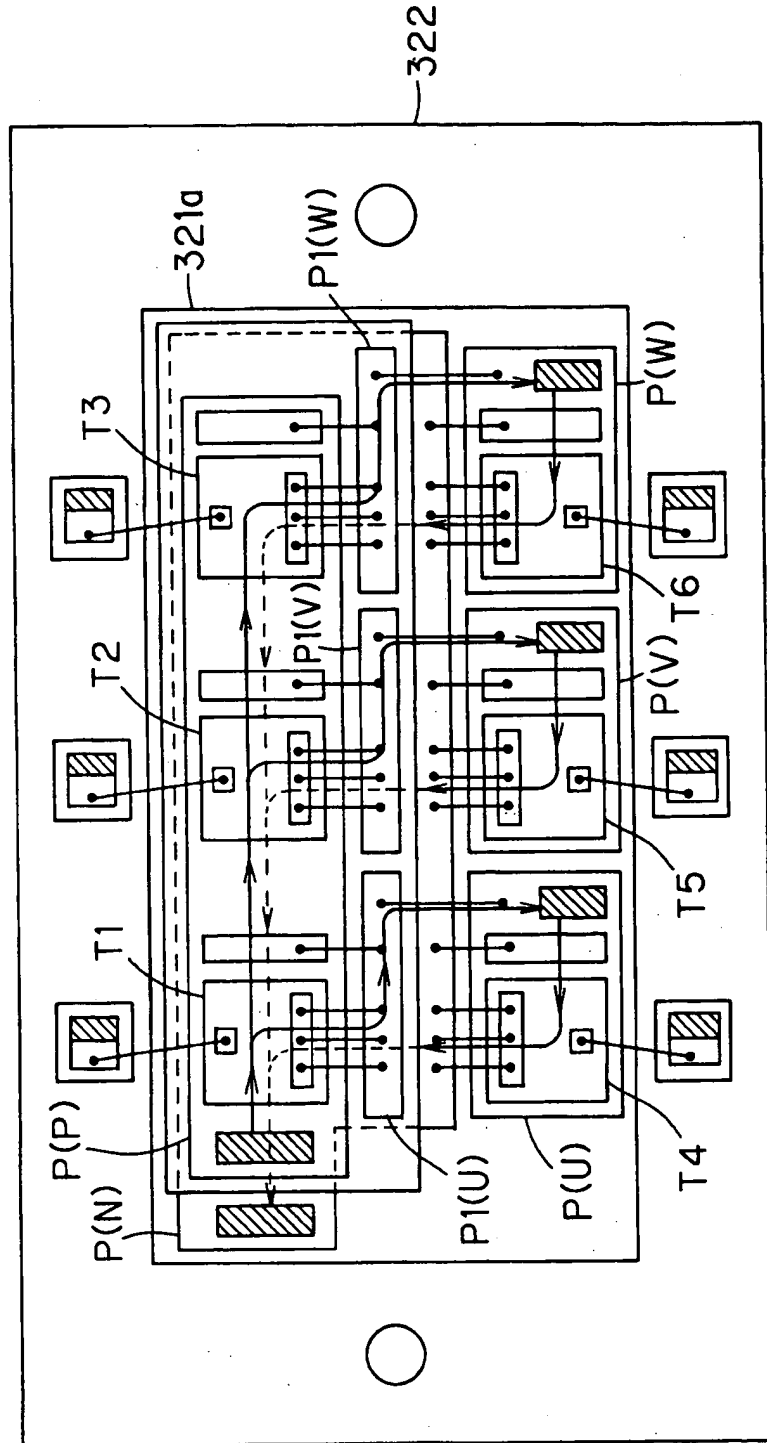 322
321a
P1(W)
T3
P(W)
T6
P1(V)
T2
P(V)
T5
T1
P(P)
P(N)
P1(U)
P(U)
T4